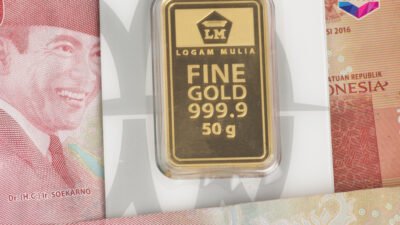 LM
LOGAM MULIA
FINE
GOLD
999.9
50 g
Dr. (H.C.) Ir. SOEKARNO
SI 2016
ATUAN REPUBLIK
ONESIA